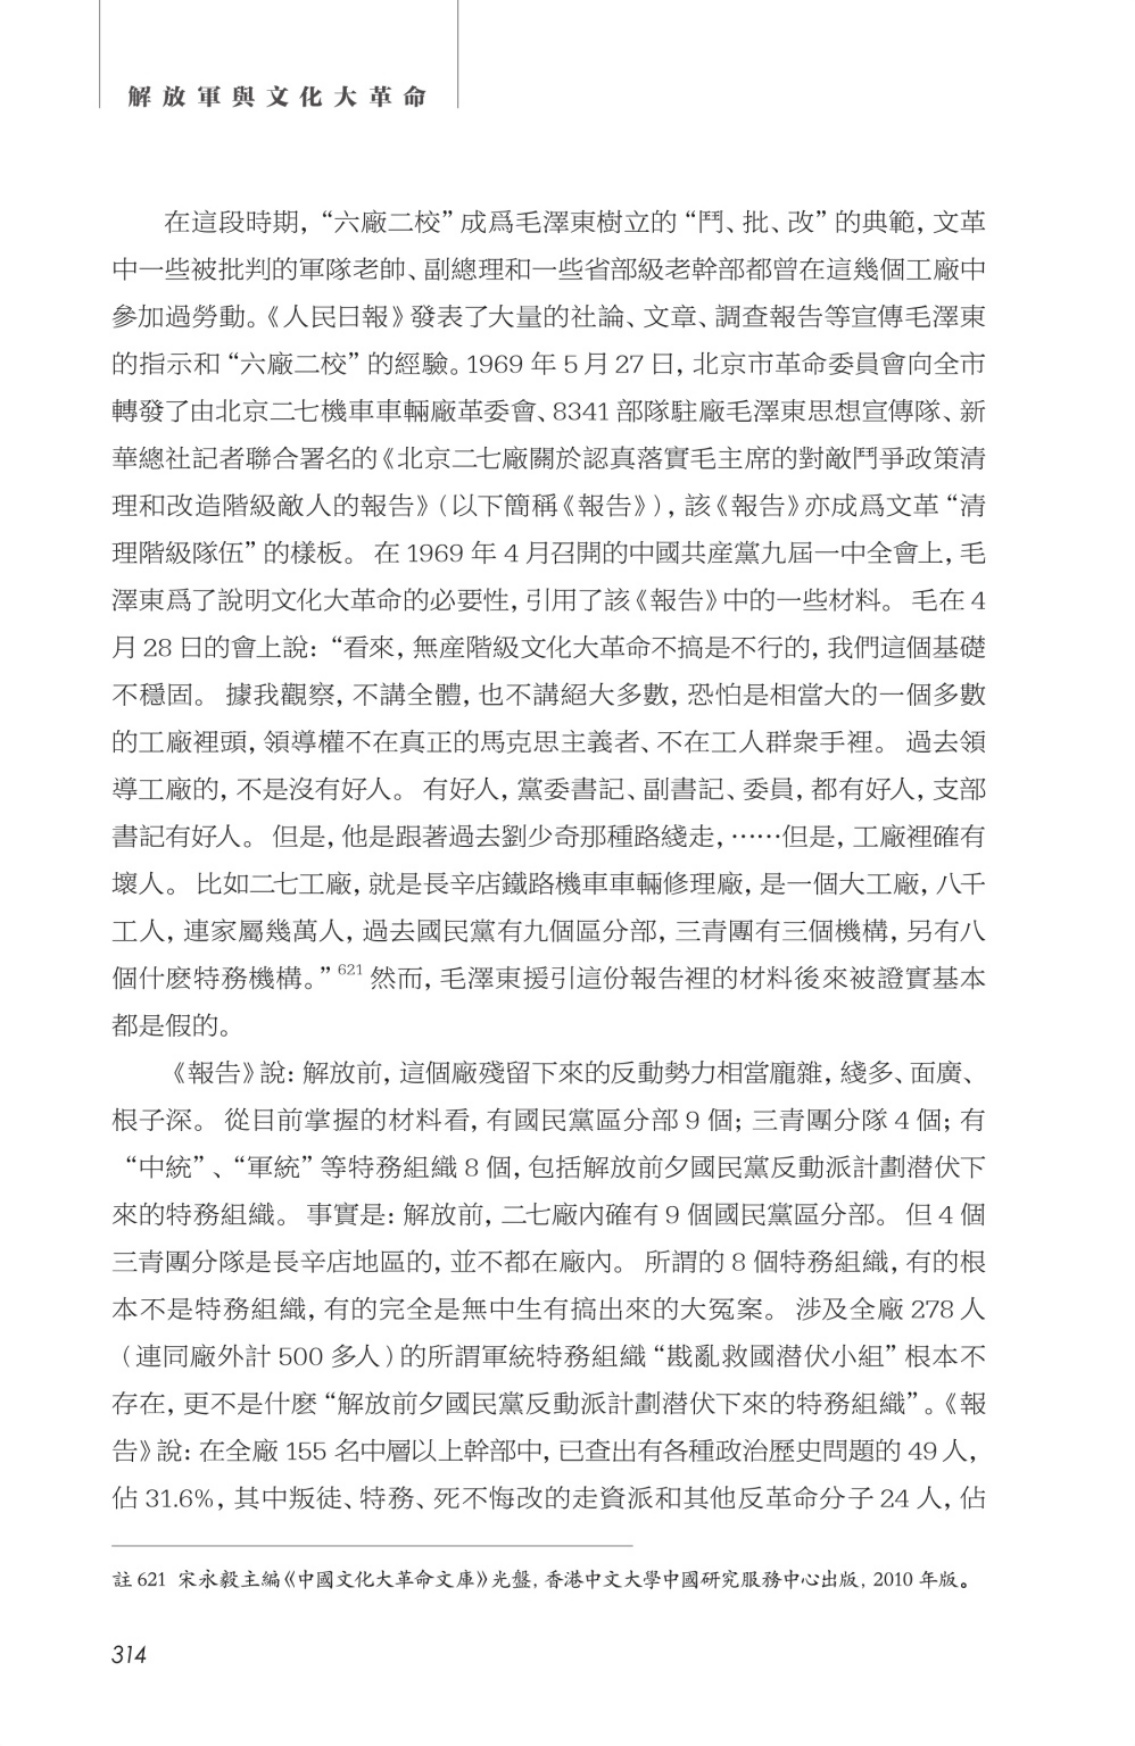 解放軍與文化大革命
在這段時期，“六廠二校”成爲毛澤東樹立的“鬥、批、改”的典範，文革
中一些被批判的軍隊老帥、副總理和一些省部級老幹部都曾在這幾個工廠中
參加過勞動。《人民日報》發表了大量的社論、文章、調查報告等宣傳毛澤東
的指示和“六廠二校”的經驗。1969 年 5 月 27 日，北京市革命委員會向全市
轉發了由北京二七機車車輛廠革委會、8341 部隊駐廠毛澤東思想宣傳隊、新
華總社記者聯合署名的《北京二七廠關於認真落實毛主席的對敵鬥爭政策清
理和改造階級敵人的報告》（以下簡稱《報告》），該《報告》亦成爲文革“清
理階級隊伍”的樣板。 在 1969 年 4 月召開的中國共産黨九屆一中全會上，毛
澤東爲了說明文化大革命的必要性，引用了該《報告》中的一些材料。 毛在 4
月 28 日的會上說：“看來，無産階級文化大革命不搞是不行的，我們這個基礎
不穩固。 據我觀察，不講全體，也不講絕大多數，恐怕是相當大的一個多數
的工廠裡頭，領導權不在真正的馬克思主義者、不在工人群衆手裡。 過去領
導工廠的，不是沒有好人。 有好人，黨委書記、副書記、委員，都有好人，支部
書記有好人。 但是，他是跟著過去劉少奇那種路綫走，……但是，工廠裡確有
壞人。 比如二七工廠，就是長辛店鐵路機車車輛修理廠，是一個大工廠，八千
工人，連家屬幾萬人，過去國民黨有九個區分部，三青團有三個機構，另有八
個什麽特務機構。”621 然而，毛澤東援引這份報告裡的材料後來被證實基本
都是假的。
《報告》說：解放前，這個廠殘留下來的反動勢力相當龐雜，綫多、面廣、
根子深。 從目前掌握的材料看，有國民黨區分部 9 個；三青團分隊 4 個；有
“中統”、“軍統”等特務組織 8 個，包括解放前夕國民黨反動派計劃潛伏下
來的特務組織。 事實是：解放前，二七廠內確有 9 個國民黨區分部。 但 4 個
三青團分隊是長辛店地區的，並不都在廠內。 所謂的 8 個特務組織，有的根
本不是特務組織，有的完全是無中生有搞出來的大冤案。 涉及全廠 278 人
（連同廠外計 500 多人）的所謂軍統特務組織“戡亂救國潛伏小組”根本不
存在，更不是什麽“解放前夕國民黨反動派計劃潛伏下來的特務組織”。《報
告》說：在全廠 155 名中層以上幹部中，已查出有各種政治歷史問題的 49 人，
佔 31.6%，其中叛徒、特務、死不悔改的走資派和其他反革命分子 24 人，佔
註 621 宋永毅主編《中國文化大革命文庫》光盤，香港中文大學中國研究服務中心出版，2010 年版。
314